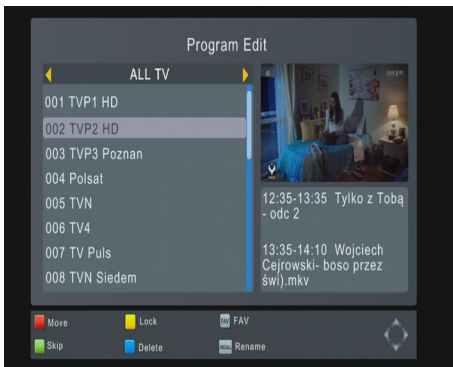 Program Edit
ALL TV
001 TVP1 HD
002 TVP2 HD
003 TVP3 Poznan
004 Polsat
005 TVN
006 TV4
007 TV Puls
008 TVN Siedem
12:35-13:35 Tylko z Tobą
- odc 2
13:35-14:10 Wojciech
Cejrowski- boso przez
świ).mkv
Move
Lock
FAV FAV
Skip
Delete
RECALL Rename